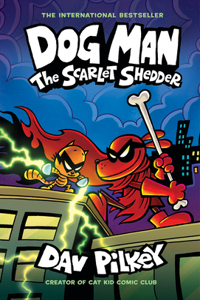 THE INTERNATIONAL BESTSELLER
DOG MAN
THE SCARLET SHEDDER
DAV PILKEY
CREATOR OF CAT KID COMIC CLUB